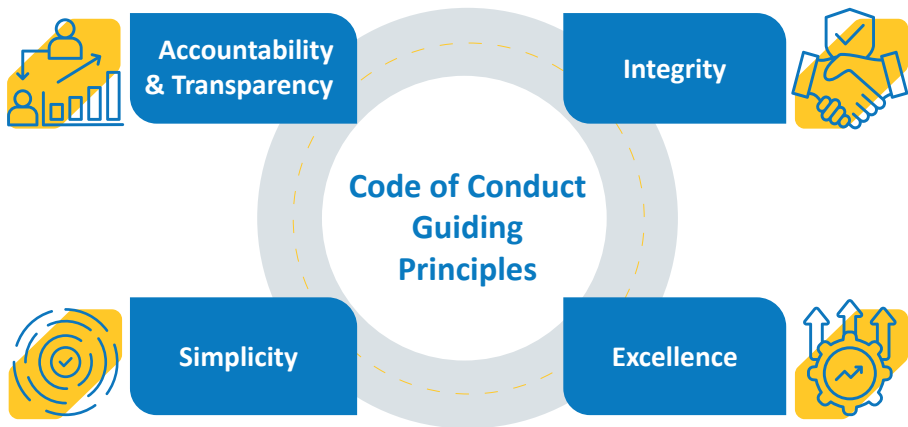 Accountability
& Transparency
Integrity
Code of Conduct
Guiding
Principles
Simplicity
Excellence